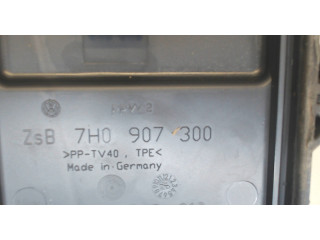 ZSB 7H0 907 300
>PP-TV40, TPE<
Made in Germany